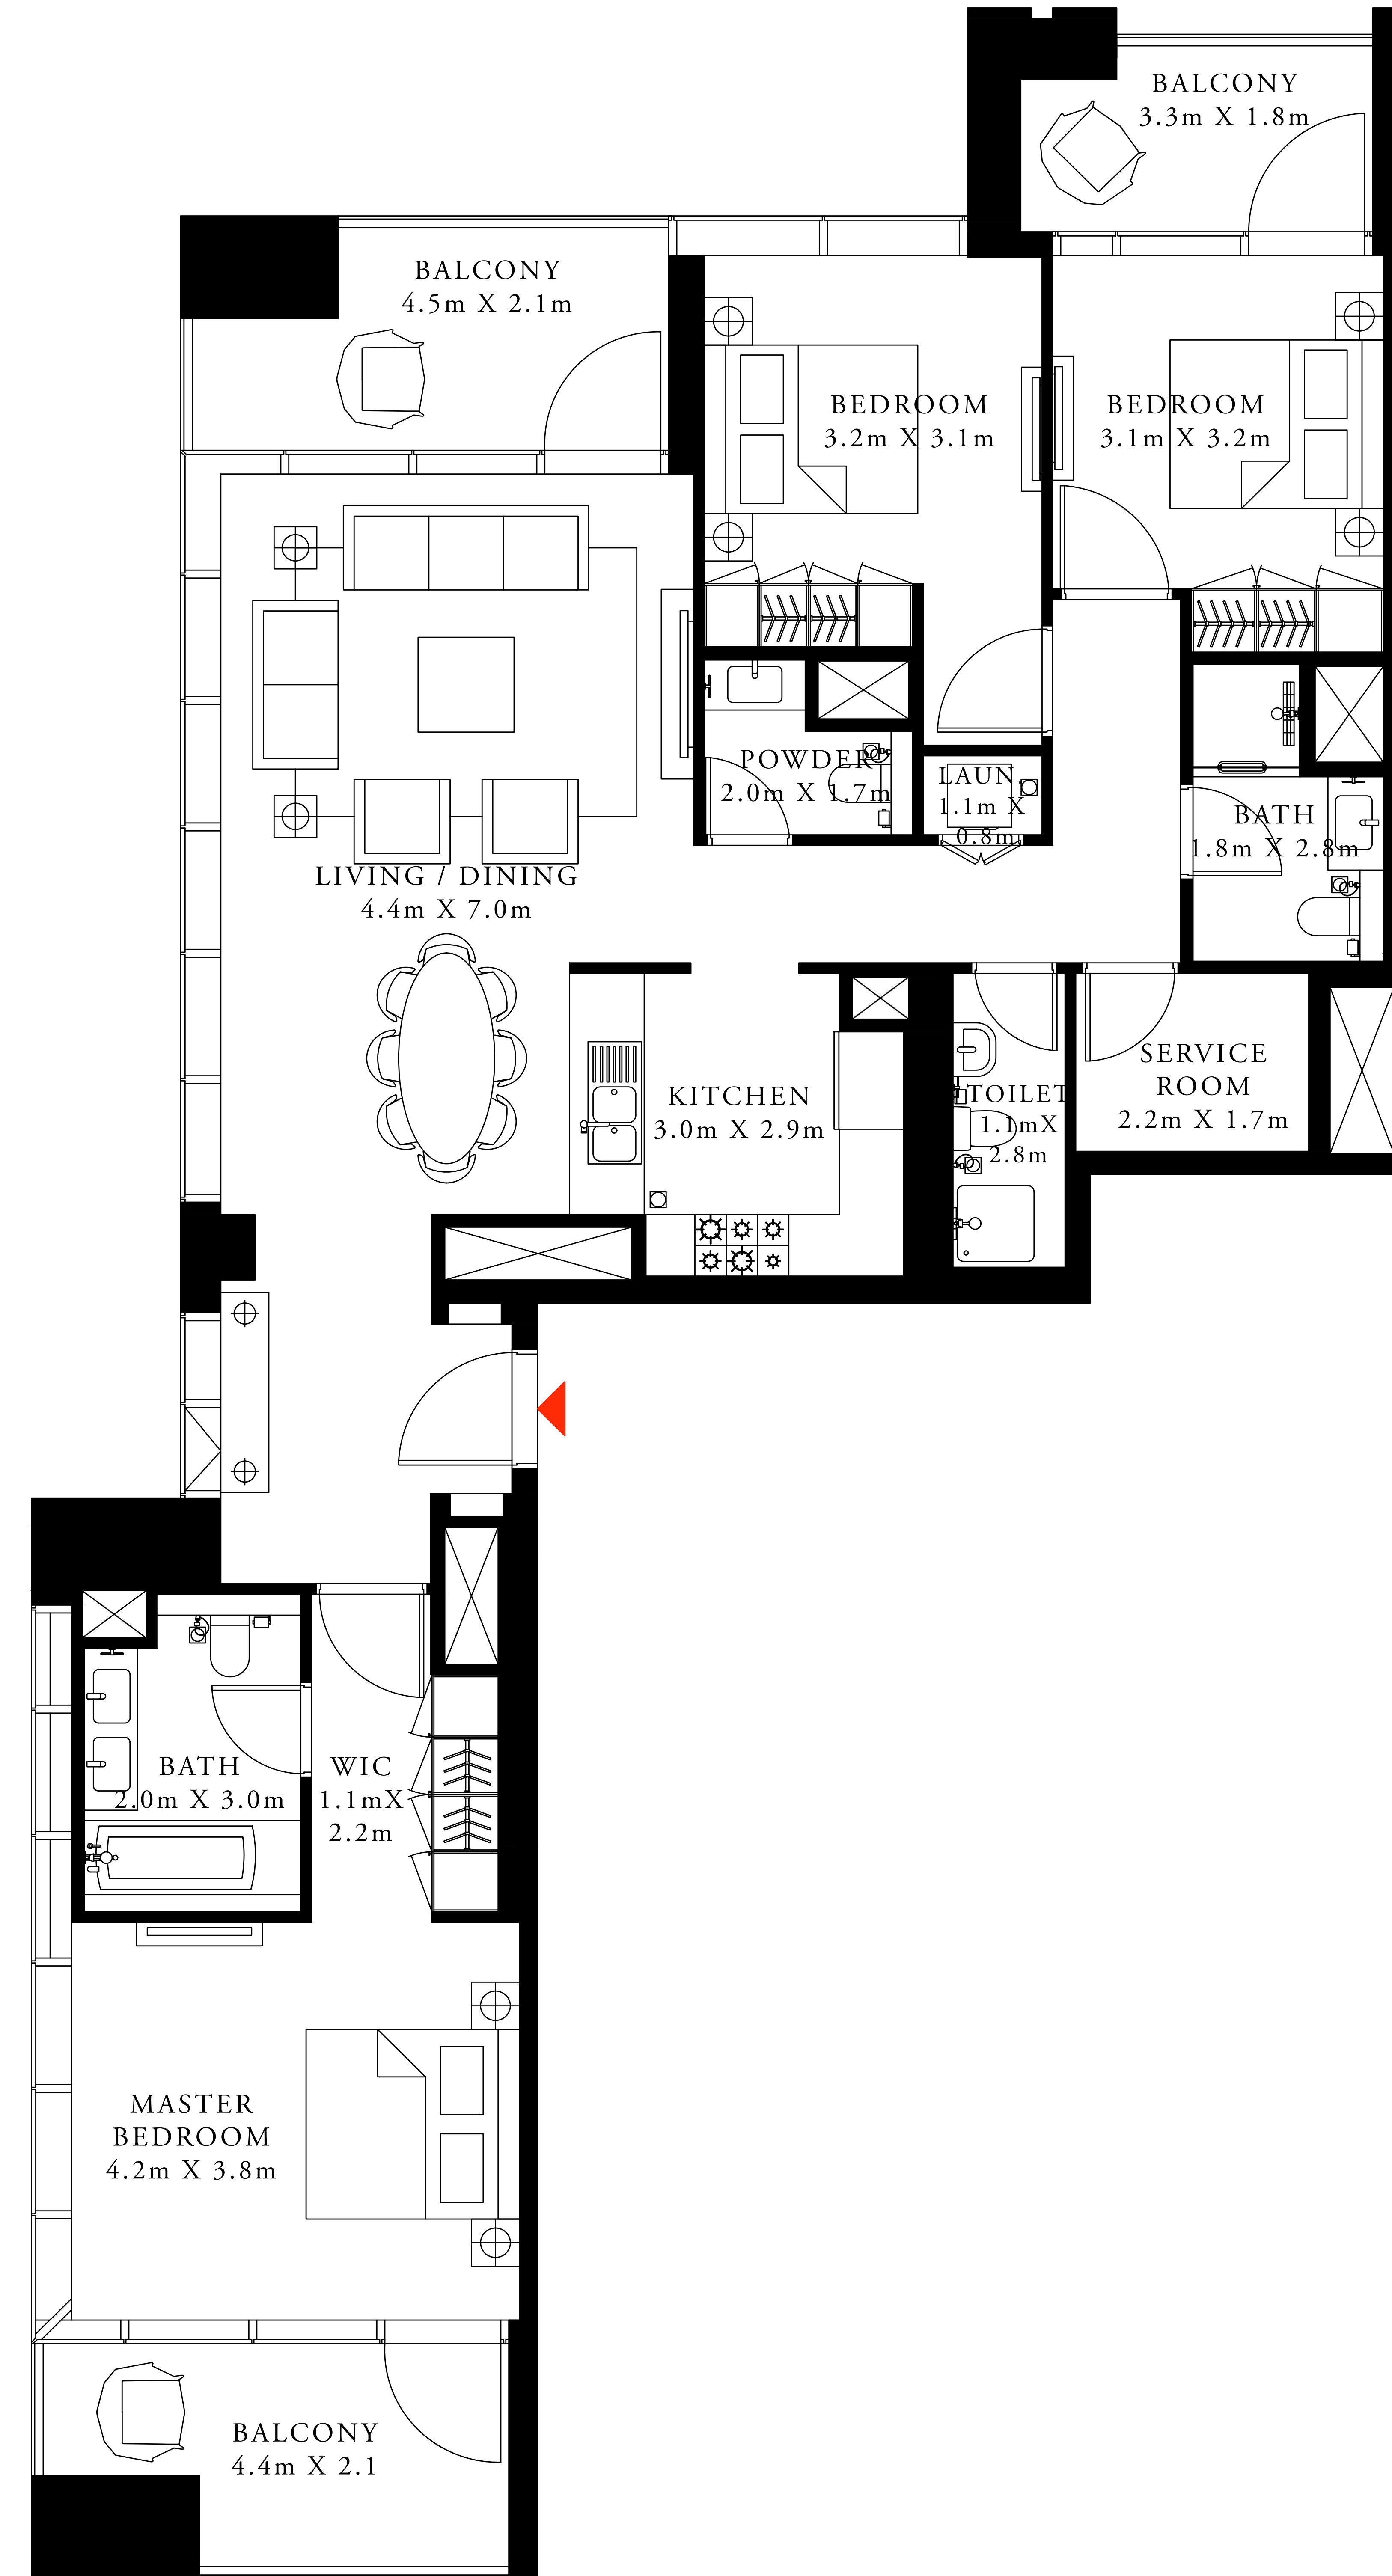 BALCONY
3.3m X 1.8m
BALCONY
4.5m X 2.1m
BEDROOM
3.2m X 3.1m
BEDROOM
3.1m X 3.2m
POWDER
2.0m X 1.7m
LAUN.
1.1m X
0.8m
BATH
1.8m X 2.8m
LIVING / DINING
4.4m X 7.0m
KITCHEN
3.0m X 2.9m
TOILET
1.1mX
2.8m
SERVICE
ROOM
2.2m X 1.7m
BATH
2.0m X 3.0m
WIC
1.1mX
2.2m
MASTER
BEDROOM
4.2m X 3.8m
BALCONY
4.4m X 2.1